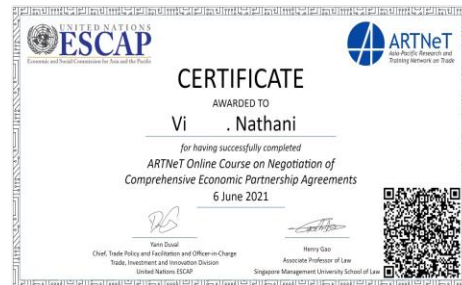 UNITED NATIONS
ESCAP
Economic and Social Commission for Asia and the Pacific
ARTNeT
Asia-Pacific Research and
Training Network on Trade
CERTIFICATE
AWARDED TO
Vi . Nathani
for having successfully completed
ARTNeT Online Course on Negotiation of
Comprehensive Economic Partnership Agreements
6 June 2021
Yann Duval
Chief, Trade Policy and Facilitation and Officer-in-Charge
Trade, Investment and Innovation Division
United Nations ESCAP
Henry Gao
Associate Professor of Law
Singapore Management University School of Law